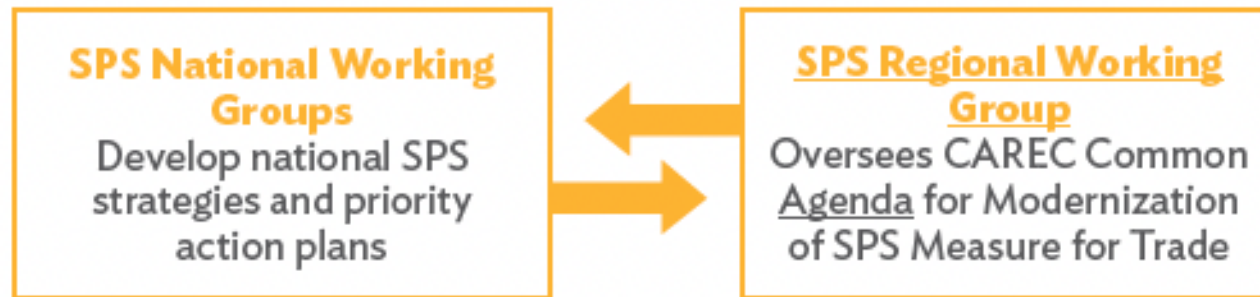 SPS National Working
Groups
Develop national SPS
strategies and priority
action plans
SPS Regional Working
Group
Oversees CAREC Common
Agenda for Modernization
of SPS Measure for Trade